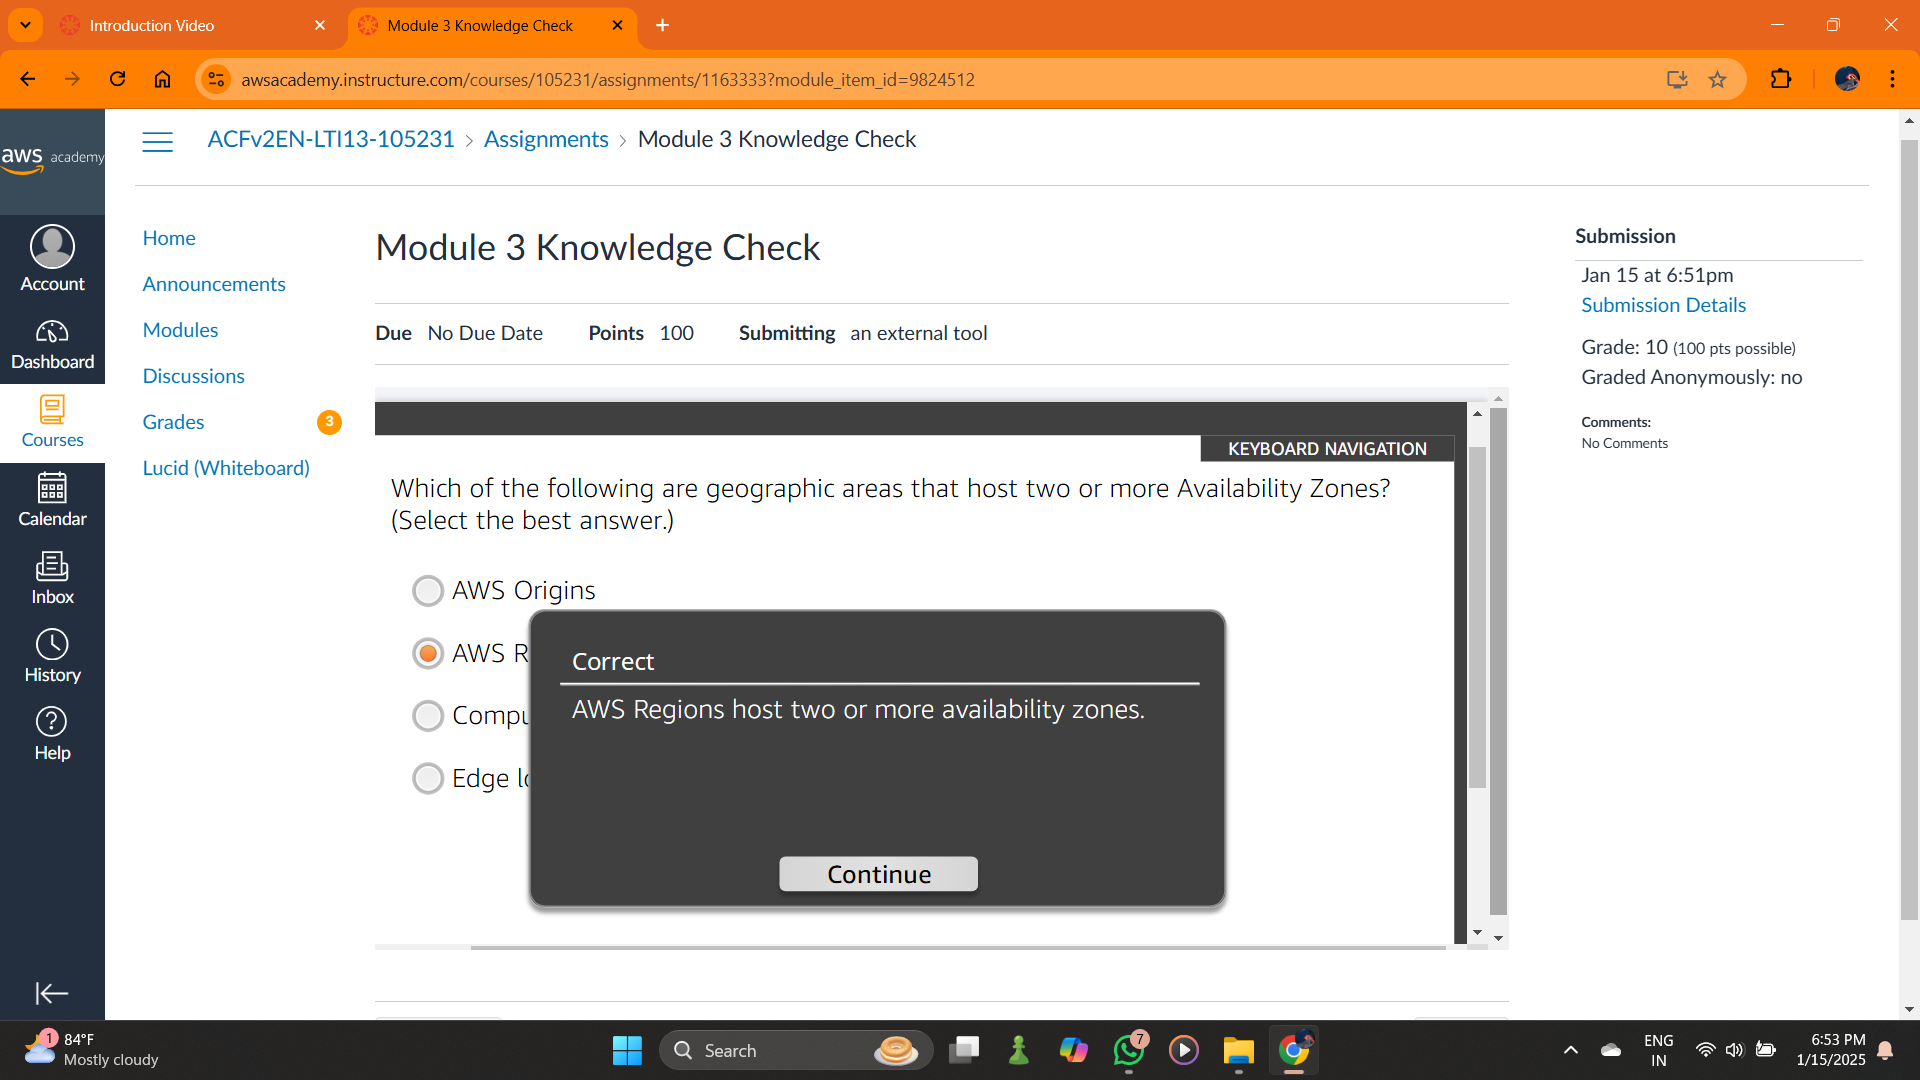 Introduction Video
Module 3 Knowledge Check
awsacademy.instructure.com/courses/105231/assignments/1163333?module_item_id=9824512
aws academy
ACFv2EN-LTI13-105231 > Assignments > Module 3 Knowledge Check
Account
Dashboard
Courses
Calendar
Inbox
History
Help
Home
Announcements
Modules
Discussions
Grades 3
Lucid (Whiteboard)
Module 3 Knowledge Check
Due No Due Date Points 100 Submitting an external tool
KEYBOARD NAVIGATION
Which of the following are geographic areas that host two or more Availability Zones?
(Select the best answer.)
AWS Origins
AWS R
Compu
Edge lo
Correct
AWS Regions host two or more availability zones.
Continue
Submission
Jan 15 at 6:51pm
Submission Details
Grade: 10 (100 pts possible)
Graded Anonymously: no
Comments:
No Comments
1
84°F
Mostly cloudy
Search
7
ENG
IN
6:53 PM
1/15/2025